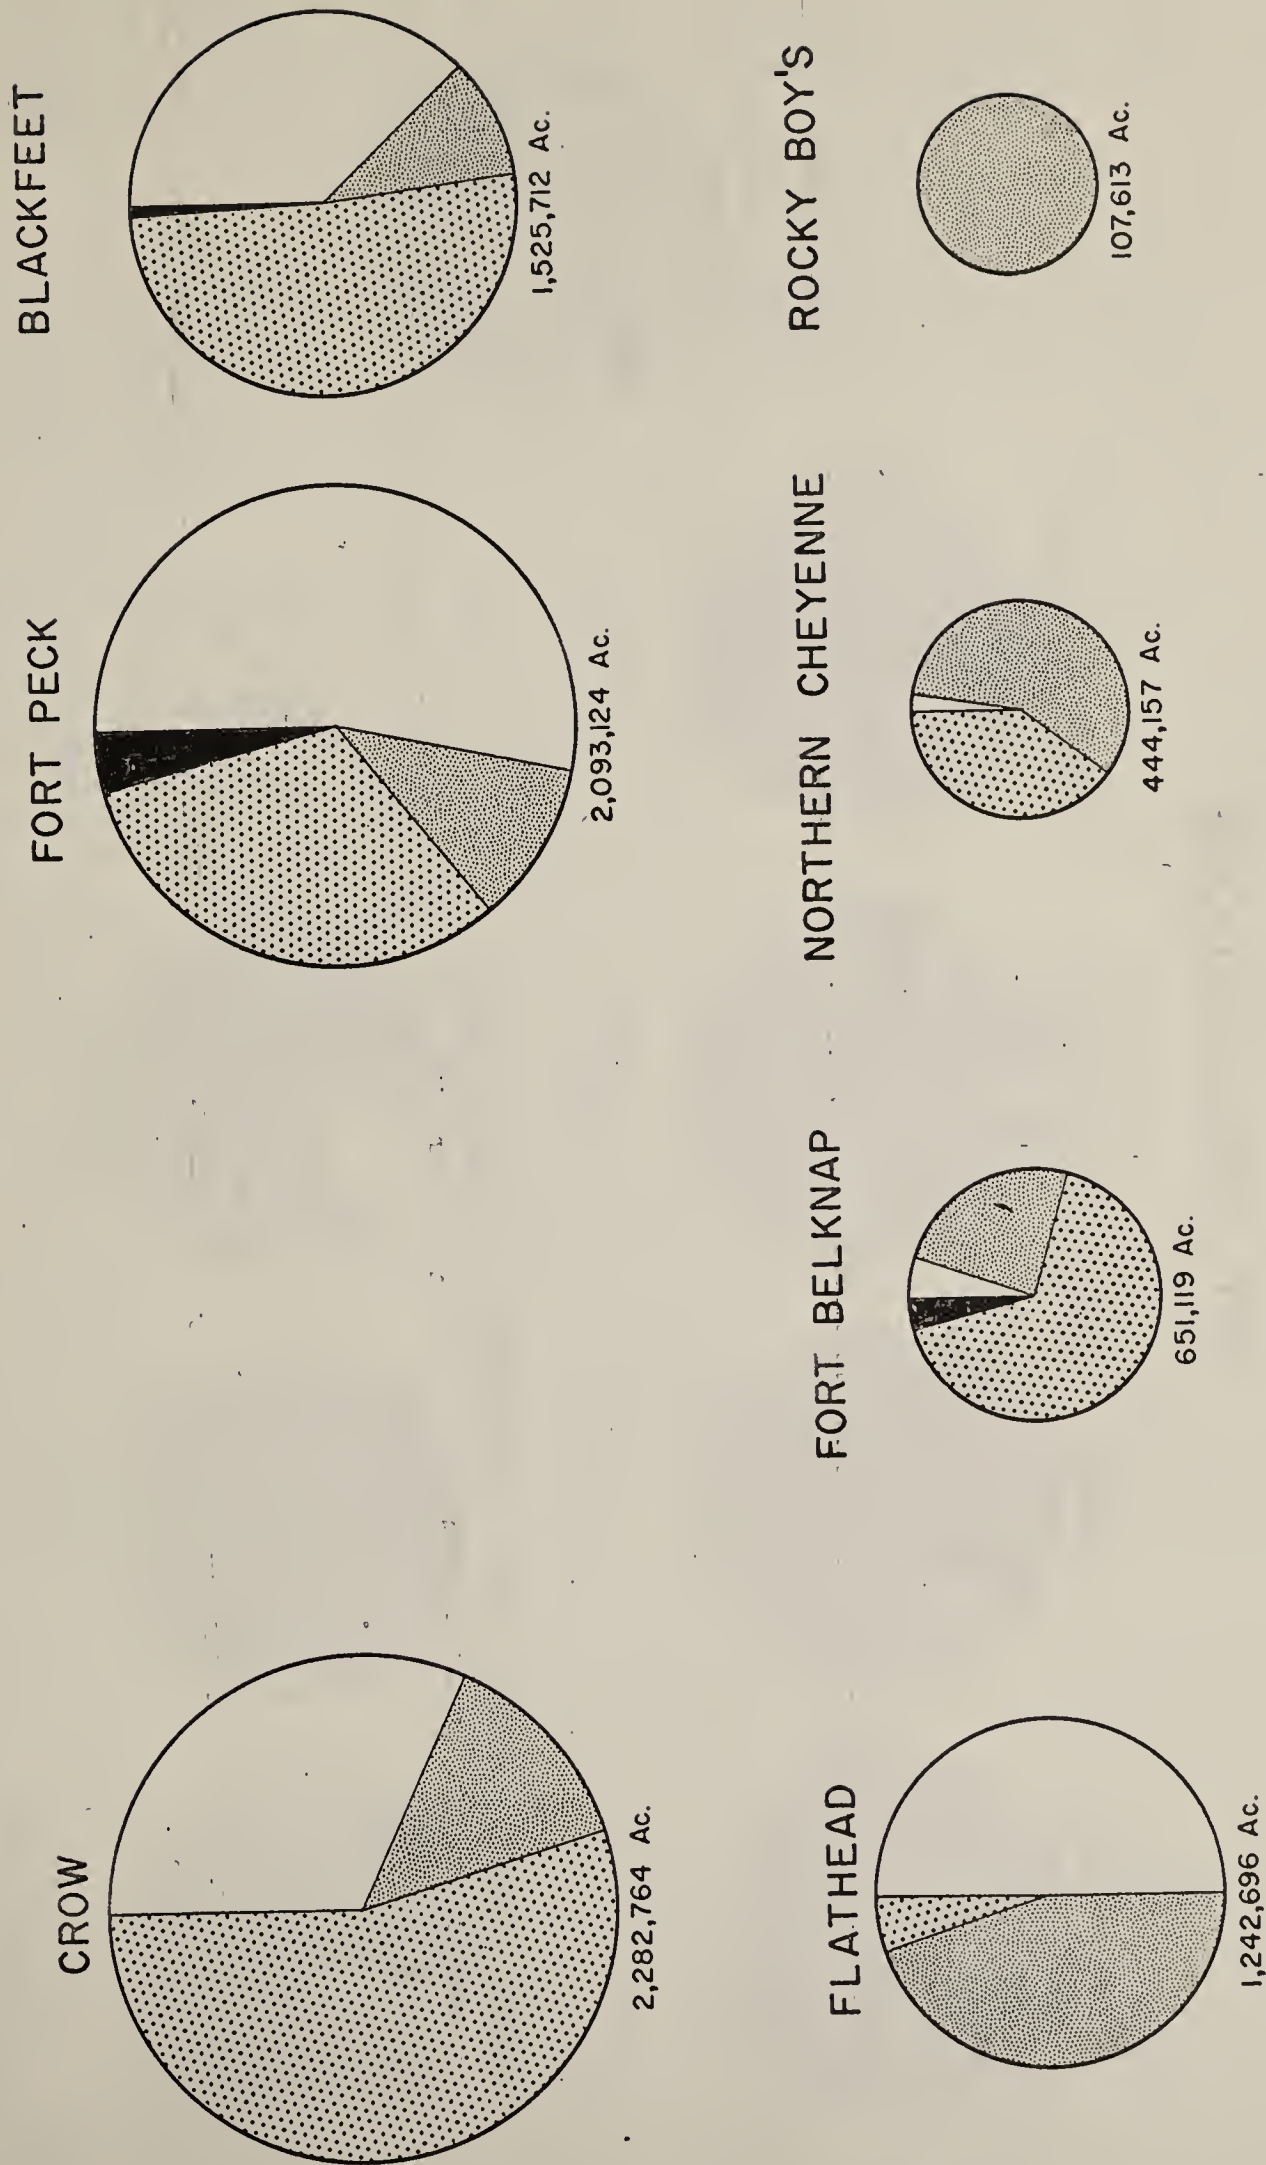 CROW
2,282,764 Ac.
FORT PECK
2,093,124 Ac.
BLACKFEET
1,525,712 Ac.
FLATHEAD
1,242,696 Ac.
FORT BELKNAP
651,119 Ac.
NORTHERN CHEYENNE
444,157 Ac.
ROCKY BOY'S
107,613 Ac.